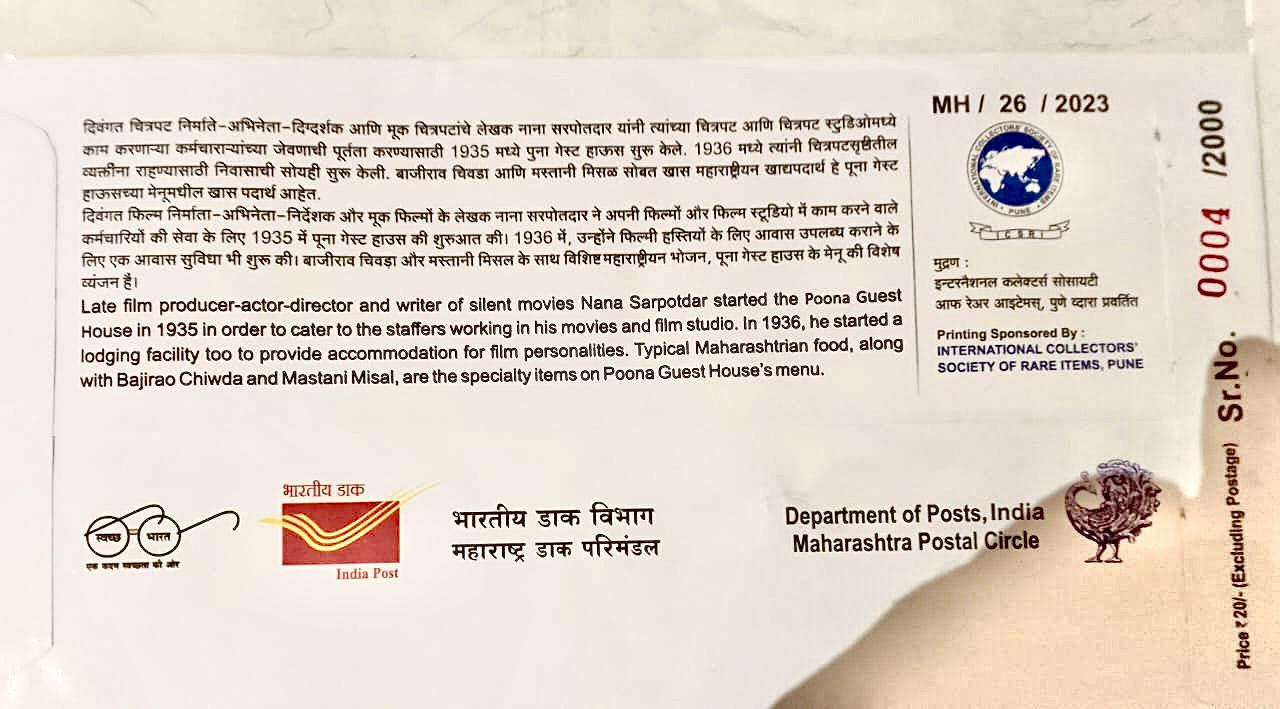 दिवंगत चित्रपट निर्माते-अभिनेता-दिग्दर्शक आणि मूक चित्रपटांचे लेखक नाना सरपोतदार यांनी त्यांच्या चित्रपट आणि चित्रपट स्टुडिओमध्ये
काम करणाऱ्या कर्मचाराऱ्यांच्या जेवणाची पूर्तता करण्यासाठी 1935 मध्ये पुना गेस्ट हाऊस सुरू केले. 1936 मध्ये त्यांनी चित्रपटसृष्टीतील
व्यक्तींना राहण्यासाठी निवासाची सोयही सुरू केली. बाजीराव चिवडा आणि मस्तानी मिसळ सोबत खास महाराष्ट्रीयन खाद्यपदार्थ हे पूना गेस्ट
हाऊसच्या मेनूमधील खास पदार्थ आहेत.
दिवंगत फिल्म निर्माता-अभिनेता-निर्देशक और मूक फिल्मों के लेखक नाना सरपोतदार ने अपनी फिल्मों और फिल्म स्टूडियो में काम करने वाले
कर्मचारियों की सेवा के लिए 1935 में पूना गेस्ट हाउस की शुरुआत की। 1936 में, उन्होंने फिल्मी हस्तियों के लिए आवास उपलब्ध कराने के
लिए एक आवास सुविधा भी शुरू की। बाजीराव चिवड़ा और मस्तानी मिसल के साथ विशिष्ट महाराष्ट्रीयन भोजन, पूना गेस्ट हाउस के मेनू की विशेष
व्यंजन है।
Late film producer-actor-director and writer of silent movies Nana Sarpotdar started the Poona Guest
House in 1935 in order to cater to the staffers working in his movies and film studio. In 1936, he started a
lodging facility too to provide accommodation for film personalities. Typical Maharashtrian food, along
with Bajirao Chiwda and Mastani Misal, are the specialty items on Poona Guest House's menu.
MH / 26 / 2023
INTERNATIONAL COLLECTORS' SOCIETY OF RARE ITEMS
• PUNE •
I C S R I
मुद्रण :
इन्टरनैशनल कलेक्टर्स सोसायटी
आफ रेअर आइटेमस्, पुणे व्दारा प्रवर्तित
Printing Sponsored By :
INTERNATIONAL COLLECTORS'
SOCIETY OF RARE ITEMS, PUNE
Price ₹ 20/- (Excluding Postage) Sr.No. 0004 /2000
स्वच्छ भारत
एक कदम स्वच्छता की ओर
भारतीय डाक
India Post
भारतीय डाक विभाग
महाराष्ट्र डाक परिमंडल
Department of Posts, India
Maharashtra Postal Circle